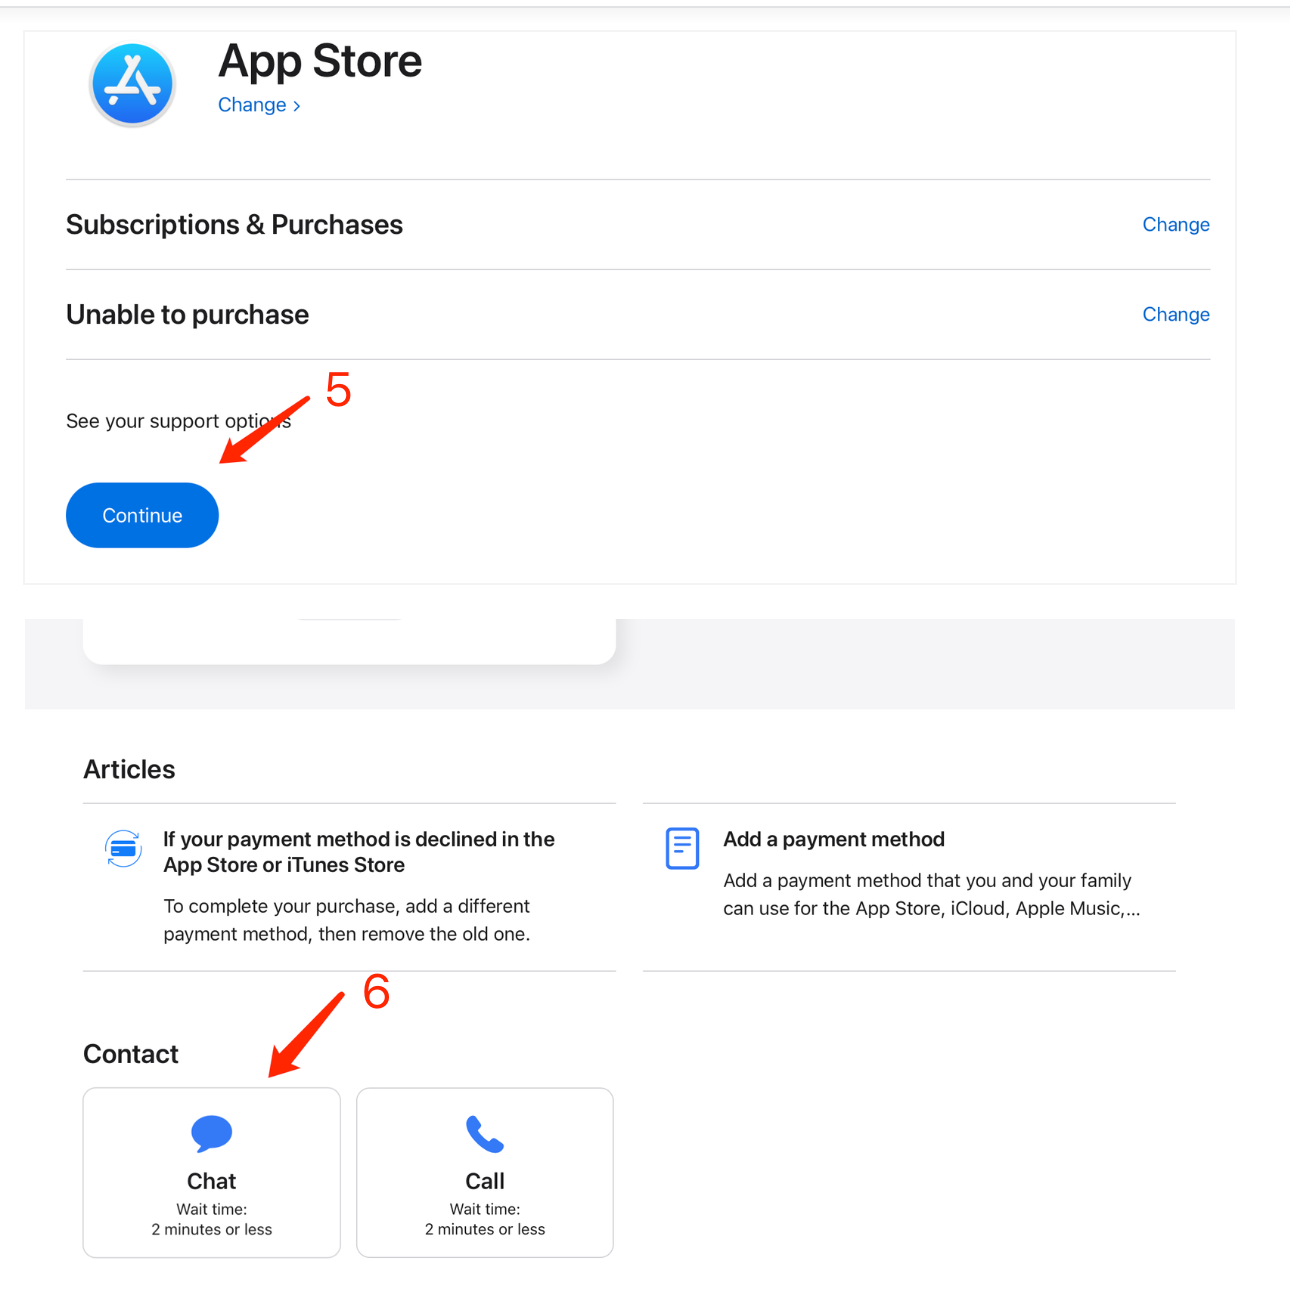 App Store
Change >
Subscriptions & Purchases
Change
Unable to purchase
Change
5
See your support options
Continue
Articles
If your payment method is declined in the
App Store or iTunes Store
To complete your purchase, add a different
payment method, then remove the old one.
Add a payment method
Add a payment method that you and your family
can use for the App Store, iCloud, Apple Music,...
6
Contact
Chat
Wait time:
2 minutes or less
Call
Wait time:
2 minutes or less